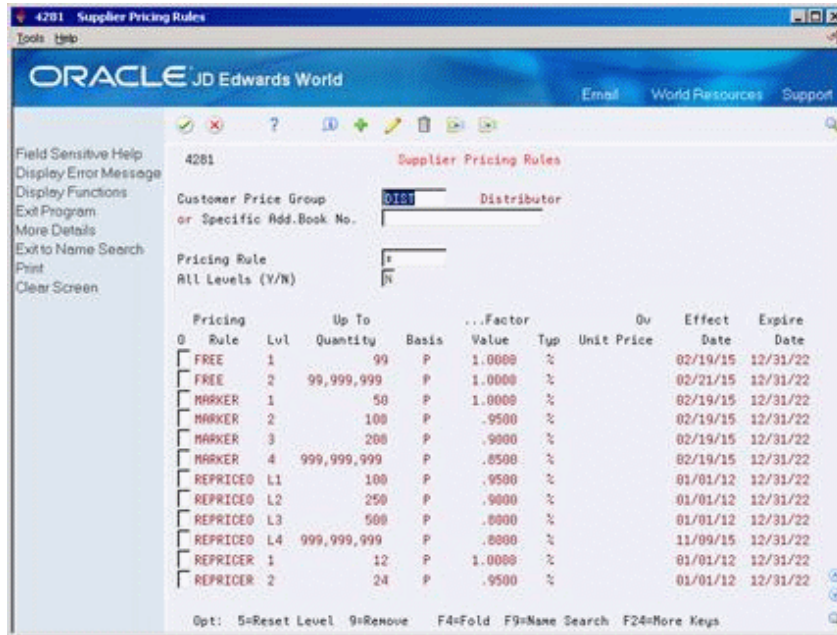 4281 Supplier Pricing Rules
Tools Help
ORACLE JD Edwards World
Email World Resources Support
Field Sensitive Help
Display Error Message
Display Functions
Exit Program
More Details
Exit to Name Search
Print
Clear Screen
4281 Supplier Pricing Rules
Customer Price Group DIST Distributor
or Specific Add.Book No.
Pricing Rule *
All Levels (Y/N) N
Pricing Up To ...Factor Ov Effect Expire
O Rule Lvl Quantity Basis Value Typ Unit Price Date Date
FREE 1 99 P 1.0000 % 02/19/15 12/31/22
FREE 2 99,999,999 P 1.0000 % 02/21/15 12/31/22
MARKER 1 50 P 1.0000 % 02/19/15 12/31/22
MARKER 2 100 P .9500 % 02/19/15 12/31/22
MARKER 3 200 P .9000 % 02/19/15 12/31/22
MARKER 4 999,999,999 P .8500 % 02/19/15 12/31/22
REPRICEO L1 100 P .9500 % 01/01/12 12/31/22
REPRICEO L2 250 P .9000 % 01/01/12 12/31/22
REPRICEO L3 500 P .8000 % 01/01/12 12/31/22
REPRICEO L4 999,999,999 P .8000 % 11/09/15 12/31/22
REPRICER 1 12 P 1.0000 % 01/01/12 12/31/22
REPRICER 2 24 P .9500 % 01/01/12 12/31/22
Opt: 5=Reset Level 9=Remove F4=Fold F9=Name Search F24=More Keys